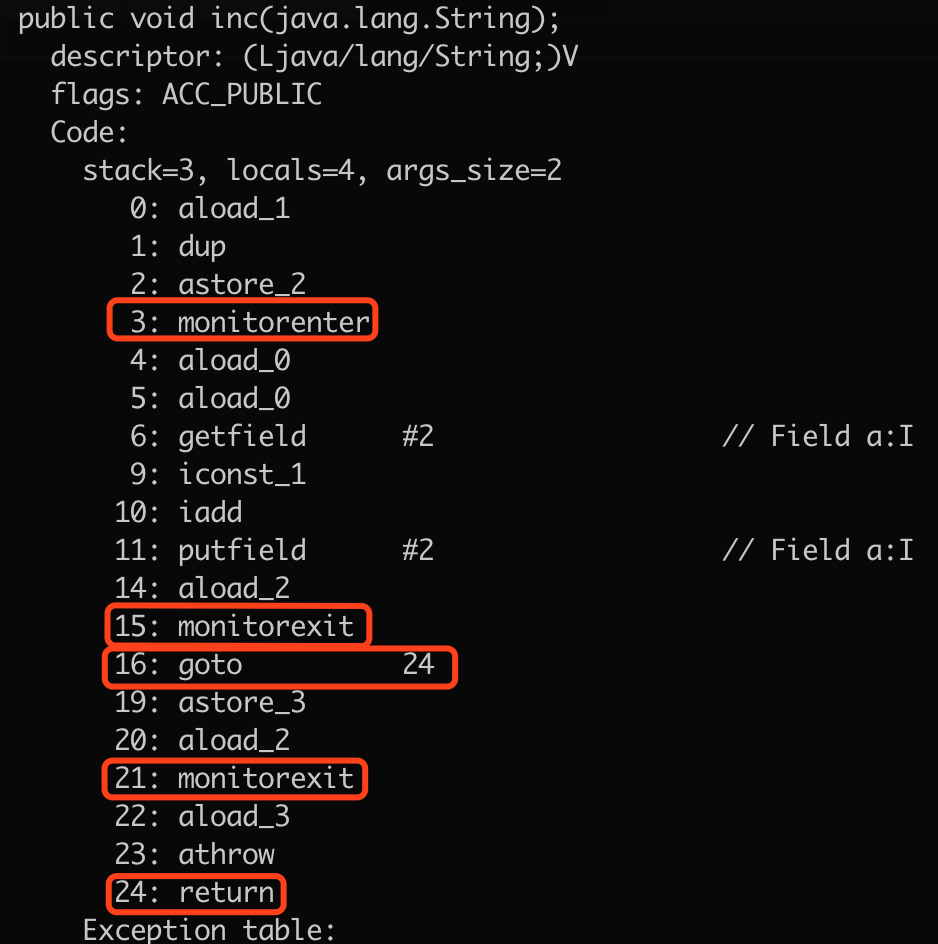 public void inc(java.lang.String);
descriptor: (Ljava/lang/String;)V
flags: ACC_PUBLIC
Code:
stack=3, locals=4, args_size=2
0: aload_1
1: dup
2: astore_2
3: monitorenter
4: aload_0
5: aload_0
6: getfield #2 // Field a:I
9: iconst_1
10: iadd
11: putfield #2 // Field a:I
14: aload_2
15: monitorexit
16: goto 24
19: astore_3
20: aload_2
21: monitorexit
22: aload_3
23: athrow
24: return
Exception table: